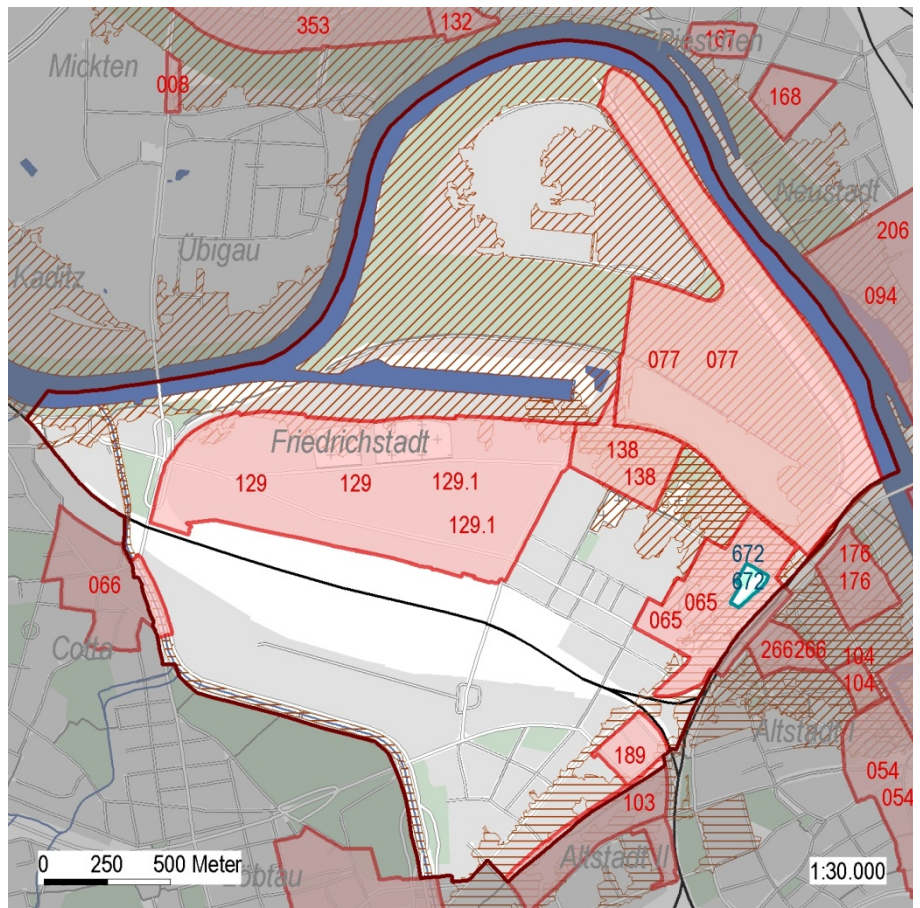 353
132
Pieschen
167
Mickten
008
168
Neustadt
206
Übigau
Kaditz
094
077 077
Friedrichstadt
138
138
129 129 129.1
129.1
672
672
176
176
066
065
065
Cotta
266 266
104
104
Altstadt I
189
054
054
103
Altstadt II
0 250 500 Meter
Löbtau
1:30.000